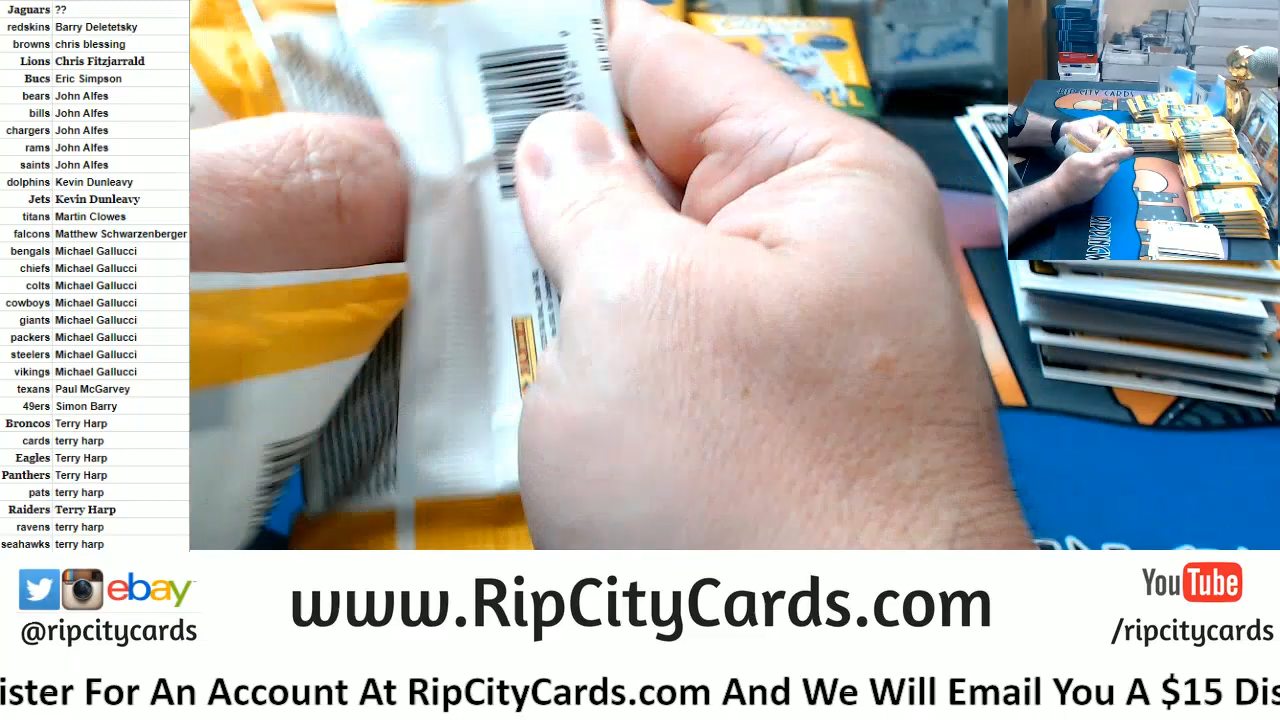 Jaguars ??
redskins Barry Deletetsky
browns chris blessing
Lions Chris Fitzjarrald
Bucs Eric Simpson
bears John Alfes
bills John Alfes
chargers John Alfes
rams John Alfes
saints John Alfes
dolphins Kevin Dunleavy
Jets Kevin Dunleavy
titans Martin Clowes
falcons Matthew Schwarzenberger
bengals Michael Gallucci
chiefs Michael Gallucci
colts Michael Gallucci
cowboys Michael Gallucci
giants Michael Gallucci
packers Michael Gallucci
steelers Michael Gallucci
vikings Michael Gallucci
texans Paul McGarvey
49ers Simon Barry
Broncos Terry Harp
cards terry harp
Eagles Terry Harp
Panthers Terry Harp
pats terry harp
Raiders Terry Harp
ravens terry harp
seahawks terry harp
RIP CITY CARDS
ebay
@ripcitycards
www.RipCityCards.com
YouTube
/ripcitycards
ister For An Account At RipCityCards.com And We Will Email You A $15 Dis